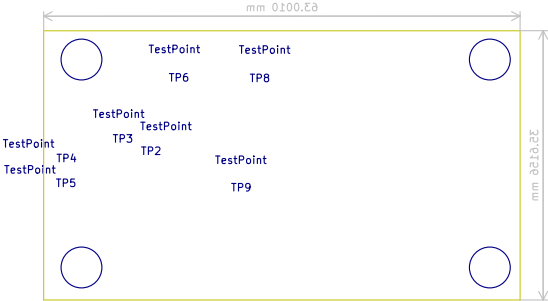 63.0010 mm
TestPoint
TestPoint
TP6
TP8
TestPoint
TestPoint
TP3
TP2
TestPoint
TP4
TestPoint
TP5
TestPoint
TP9
35.6156 mm